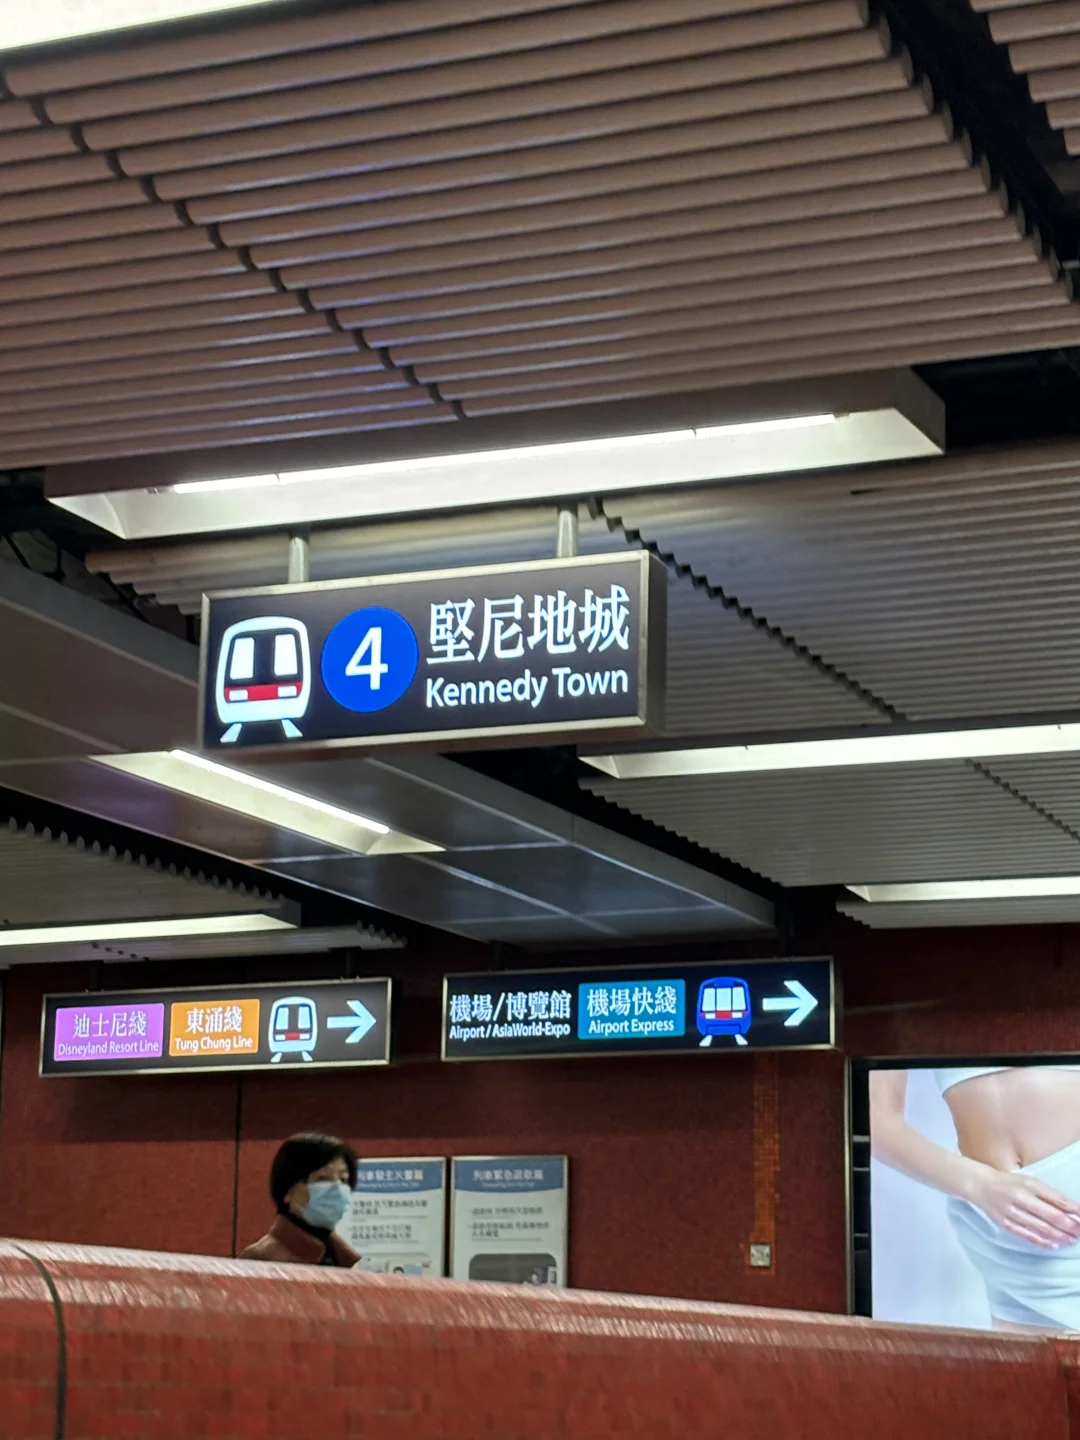 4
堅尼地城
Kennedy Town
迪士尼綫
Disneyland Resort Line
東涌綫
Tung Chung Line
機場/博覽館
Airport / AsiaWorld-Expo
機場快綫
Airport Express